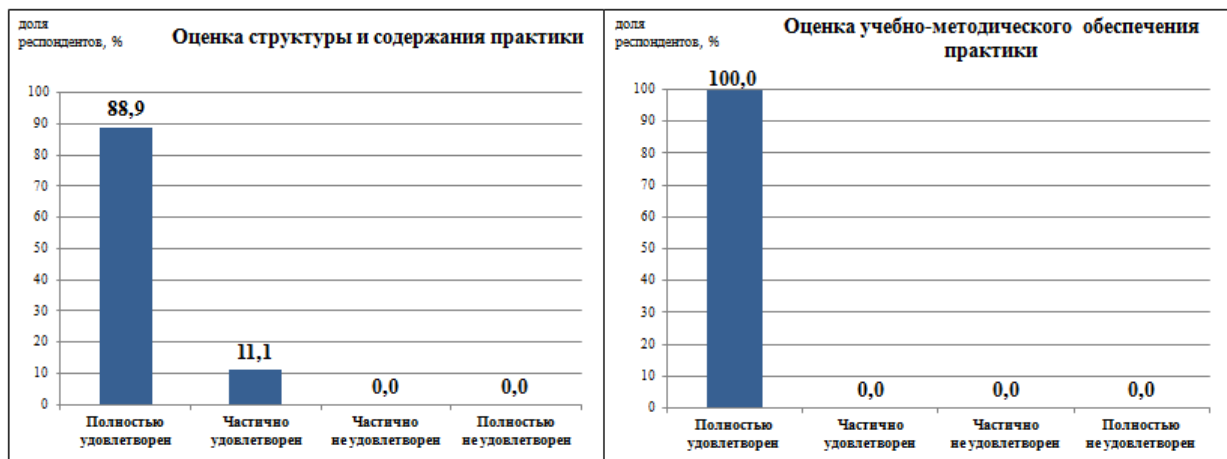 доля
респондентов, %
Оценка структуры и содержания практики
100
90
80
70
60
50
40
30
20
10
0
88,9
11,1
0,0
0,0
Полностью
удовлетворен
Частично
удовлетворен
Частично
не удовлетворен
Полностью
не удовлетворен
доля
респондентов, %
Оценка учебно-методического обеспечения
практики
100
90
80
70
60
50
40
30
20
10
0
100,0
0,0
0,0
0,0
Полностью
удовлетворен
Частично
удовлетворен
Частично
не удовлетворен
Полностью
не удовлетворен